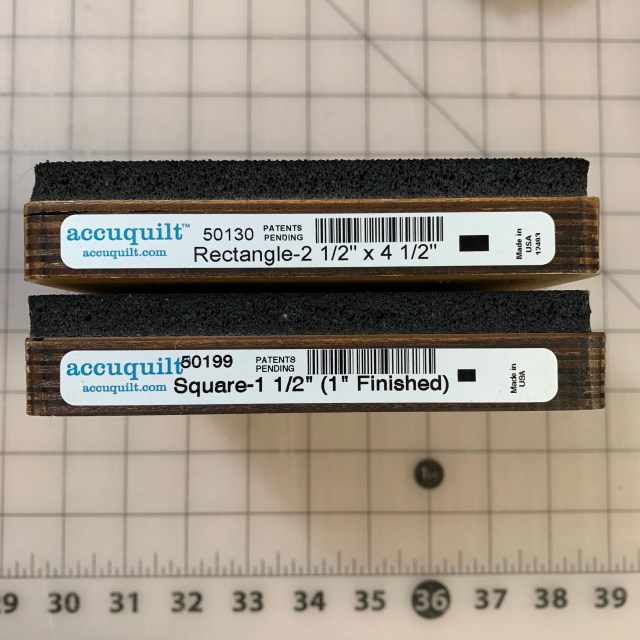 accuquilt™ 50130 PATENTS PENDING
accuquilt.com Rectangle-2 1/2" x 4 1/2"
Made in
USA
12493
accuquilt 50199 PATENTS PENDING
accuquilt.com Square-1 1/2" (1" Finished)
Made in
USA
30 31 32 33 34 35 36 37 38 39